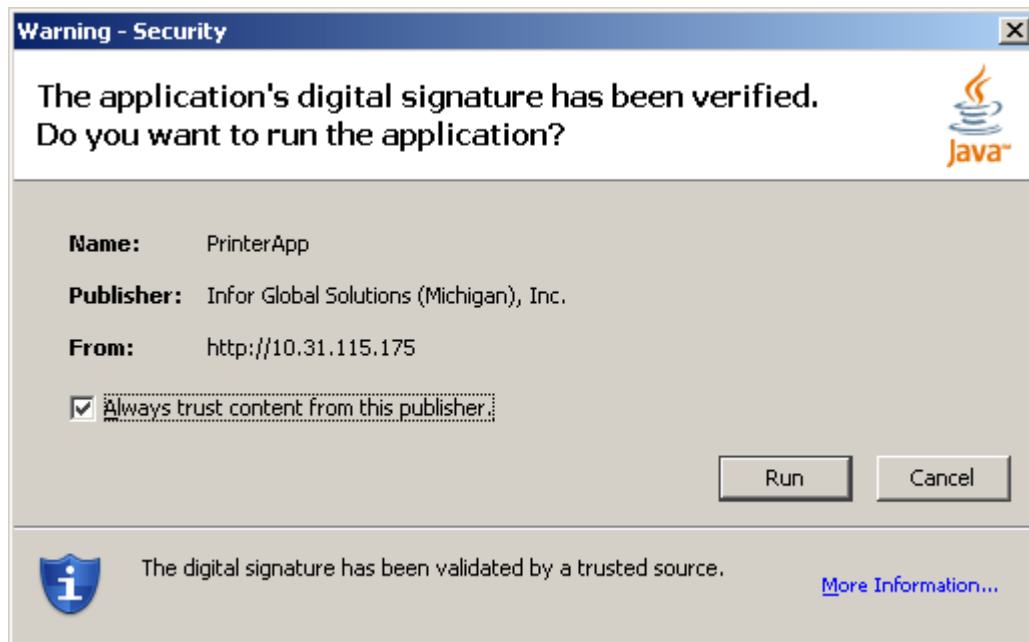 Warning - Security
The application's digital signature has been verified.
Do you want to run the application?
Java™
Name: PrinterApp
Publisher: Infor Global Solutions (Michigan), Inc.
From: http://10.31.115.175
Always trust content from this publisher.
Run Cancel
The digital signature has been validated by a trusted source.
More Information...